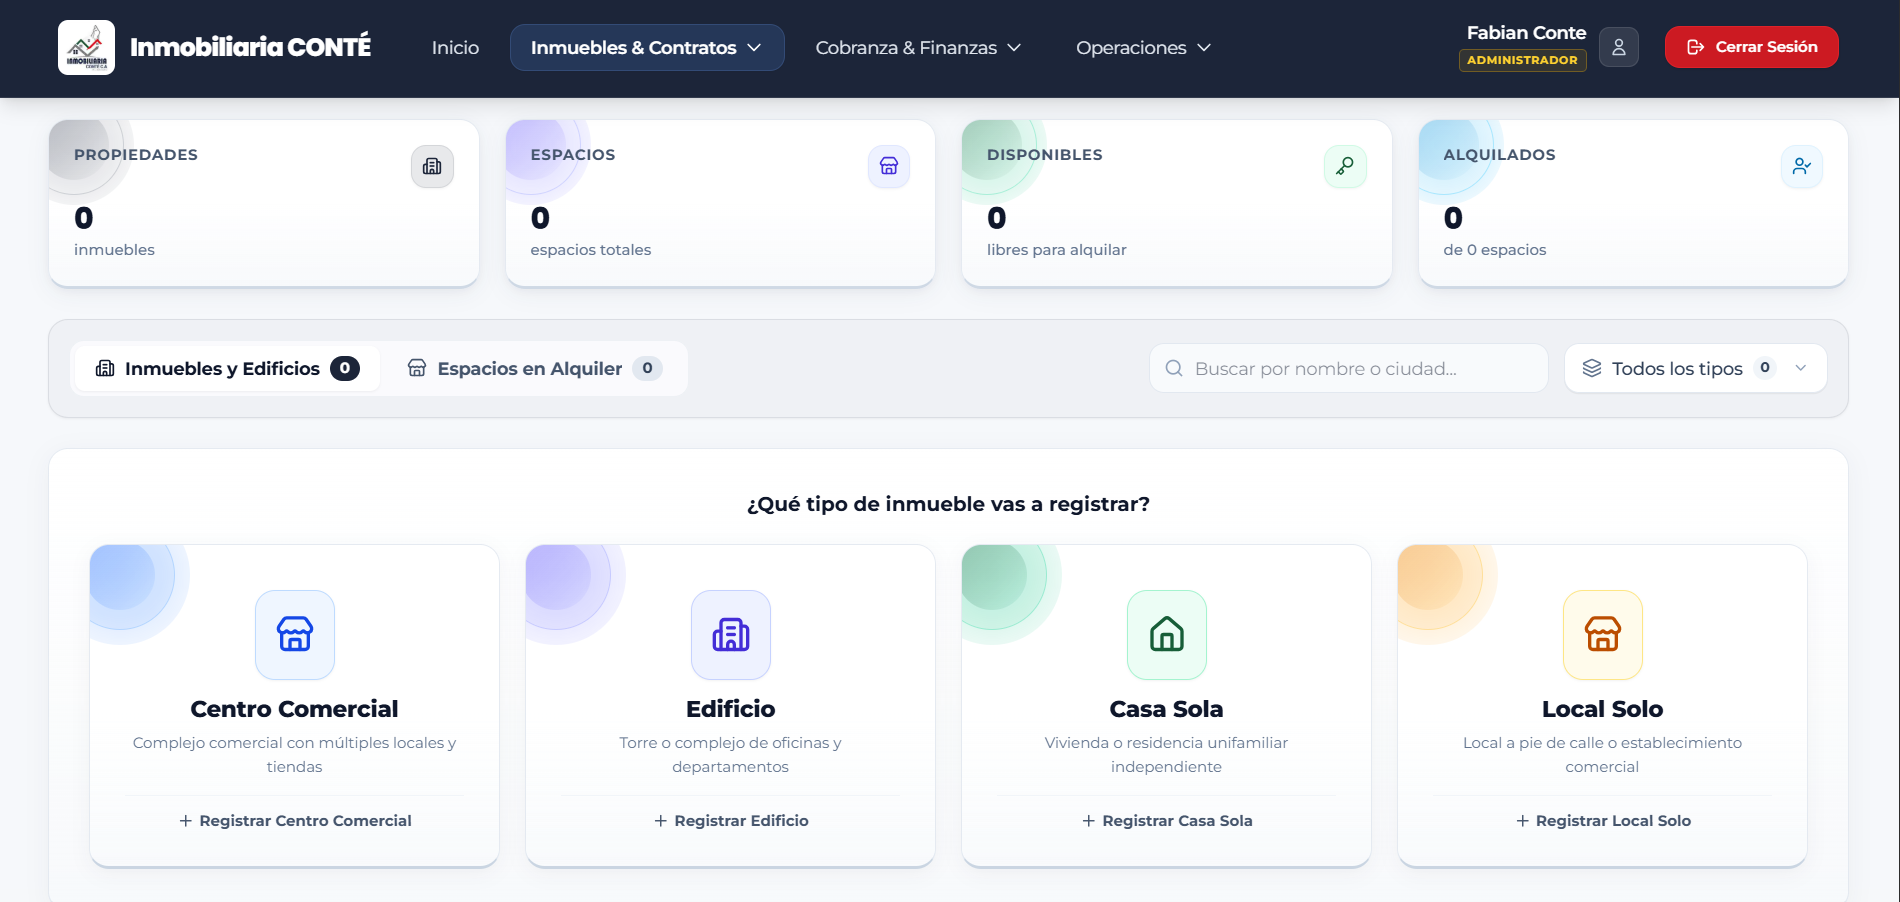 INMOBILIARIA
Inmobiliaria CONTÉ
Inicio
Inmuebles & Contratos
Cobranza & Finanzas
Operaciones
Fabian Conte
ADMINISTRADOR
Cerrar Sesión
PROPIEDADES
0
inmuebles
ESPACIOS
0
espacios totales
DISPONIBLES
0
libres para alquilar
ALQUILADOS
0
de 0 espacios
Inmuebles y Edificios 0
Espacios en Alquiler 0
Buscar por nombre o ciudad...
Todos los tipos 0
¿Qué tipo de inmueble vas a registrar?
Centro Comercial
Complejo comercial con múltiples locales y
tiendas
+ Registrar Centro Comercial
Edificio
Torre o complejo de oficinas y
departamentos
+ Registrar Edificio
Casa Sola
Vivienda o residencia unifamiliar
independiente
+ Registrar Casa Sola
Local Solo
Local a pie de calle o establecimiento
comercial
+ Registrar Local Solo